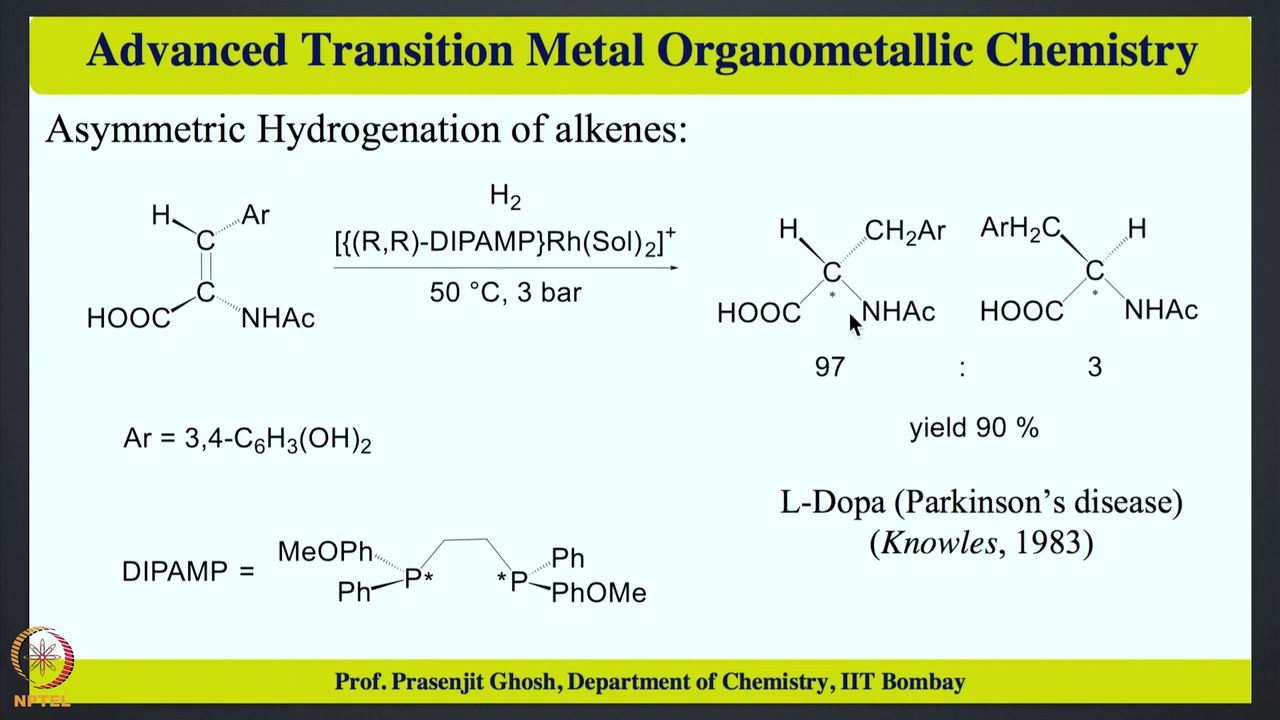 Advanced Transition Metal Organometallic Chemistry
Asymmetric Hydrogenation of alkenes:
H Ar
C
C
HOOC NHAc
H₂
[{(R,R)-DIPAMP}Rh(Sol)₂]⁺
50 °C, 3 bar
H CH₂Ar
C
*
HOOC NHAc
ArH₂C H
C
*
HOOC NHAc
97 : 3
yield 90 %
Ar = 3,4-C₆H₃(OH)₂
L-Dopa (Parkinson's disease)
(Knowles, 1983)
DIPAMP =
MeOPh Ph
P* *P
Ph PhOMe
NPTEL
Prof. Prasenjit Ghosh, Department of Chemistry, IIT Bombay